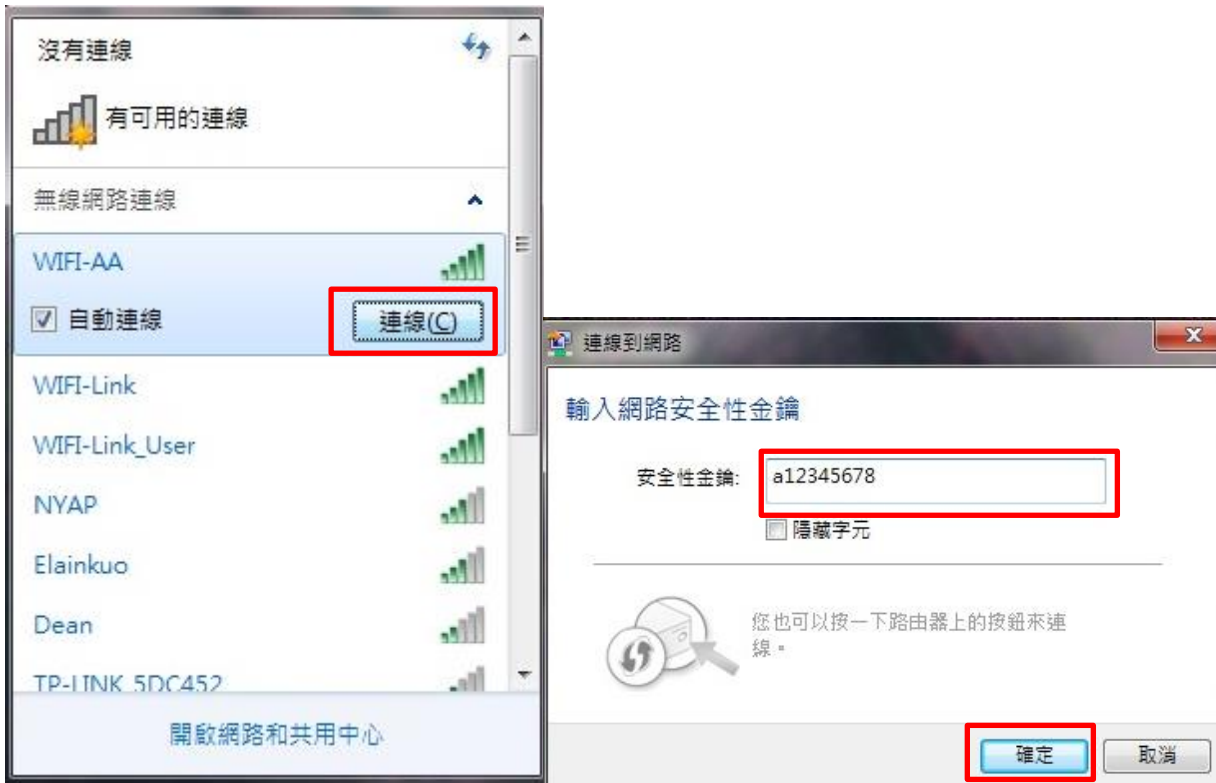 沒有連線
有可用的連線
無線網路連線
WIFI-AA
自動連線
連線(C)
WIFI-Link
WIFI-Link_User
NYAP
Elainkuo
Dean
TP-LINK_5DC452
開啟網路和共用中心
連線到網路
輸入網路安全性金鑰
安全性金鑰:
a12345678
隱藏字元
您也可以按一下路由器上的按鈕來連
線。
確定
取消